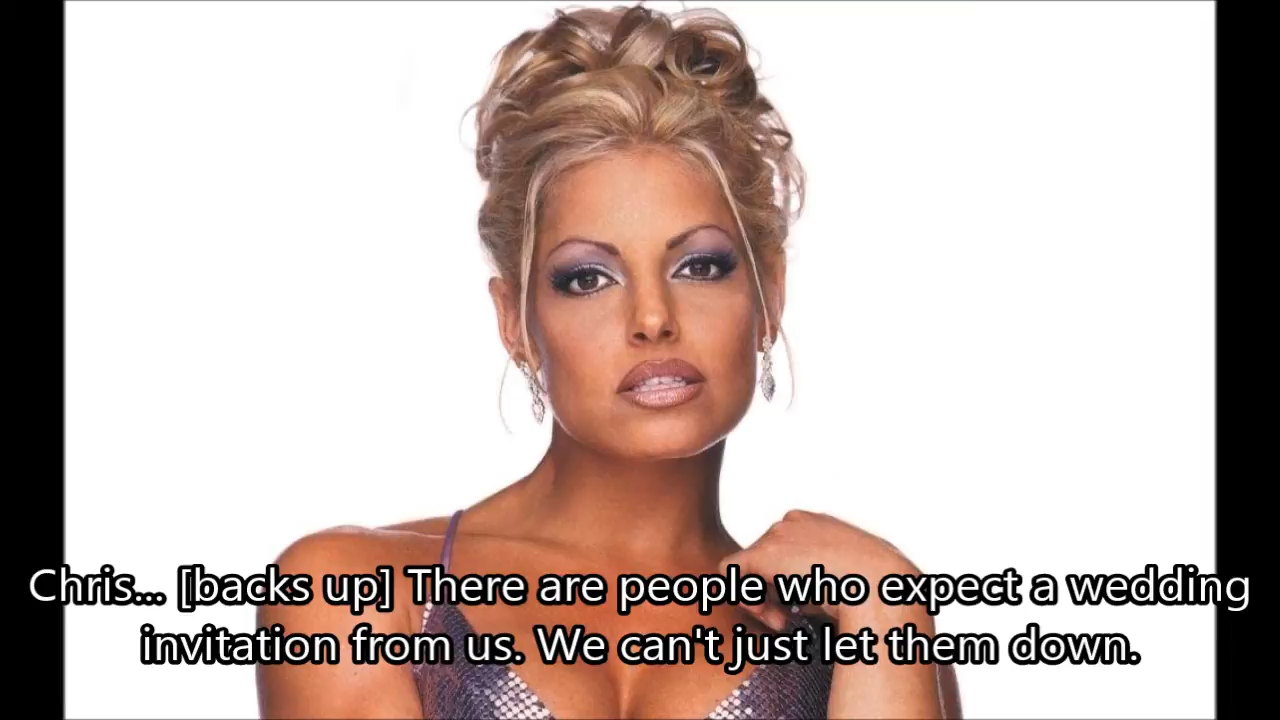 Chris... [backs up] There are people who expect a wedding
invitation from us. We can't just let them down.